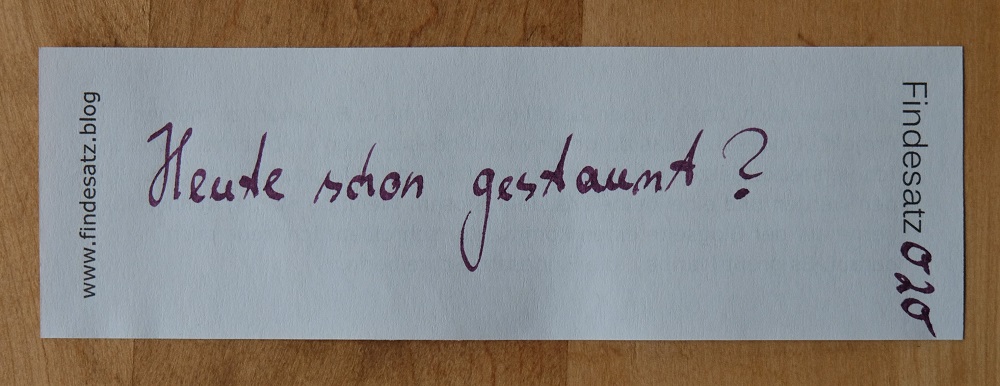 www.findesatz.blog
Heute schon gestaunt?
Findesatz 020